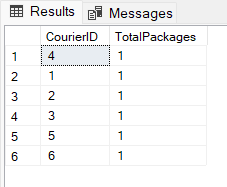 Results Messages
CourierID TotalPackages
1 4 1
2 1 1
3 2 1
4 3 1
5 5 1
6 6 1